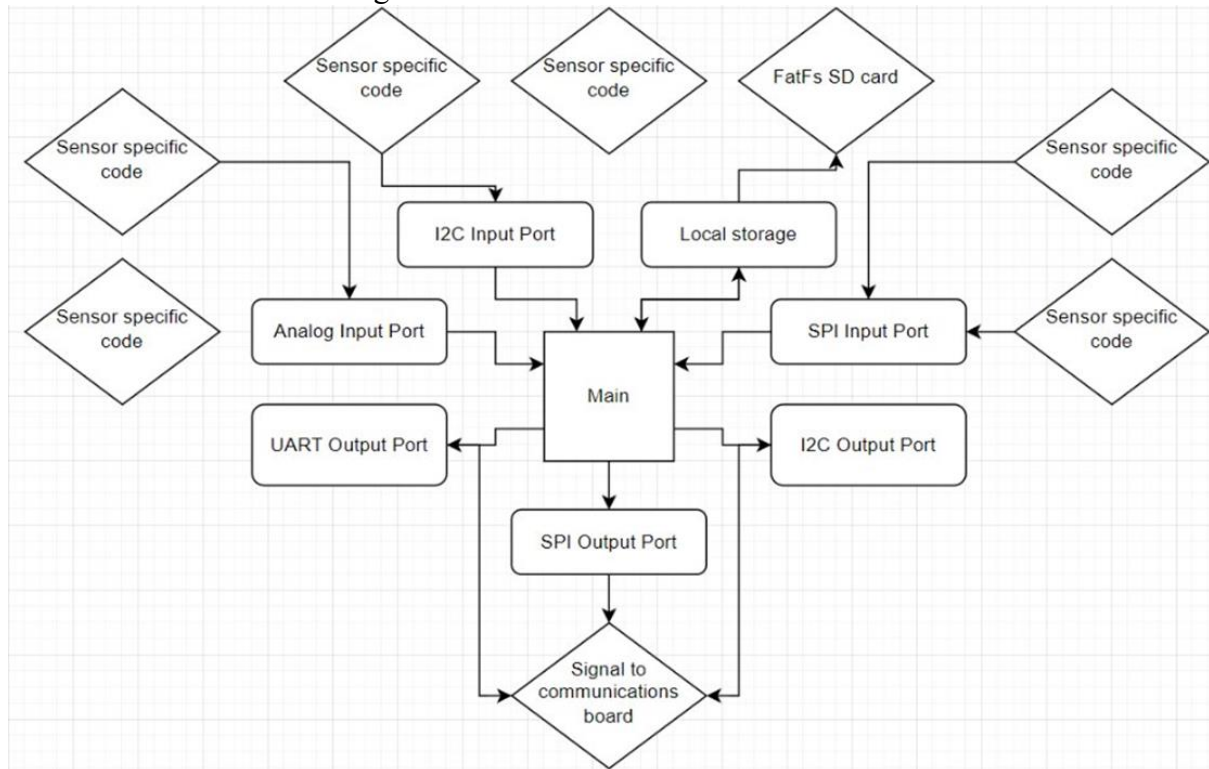 Sensor specific
code
Sensor specific
code
FatFs SD card
Sensor specific
code
Sensor specific
code
I2C Input Port
Local storage
Sensor specific
code
Analog Input Port
SPI Input Port
Sensor specific
code
Main
UART Output Port
I2C Output Port
SPI Output Port
Signal to
communications
board